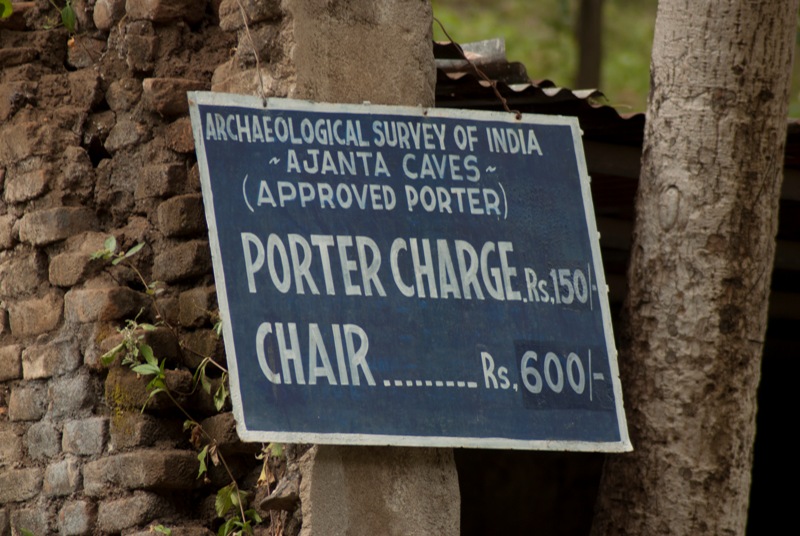 ARCHAEOLOGICAL SURVEY OF INDIA
~AJANTA CAVES~
(APPROVED PORTER)
PORTER CHARGE.Rs,150/-
CHAIR.........Rs,600/-